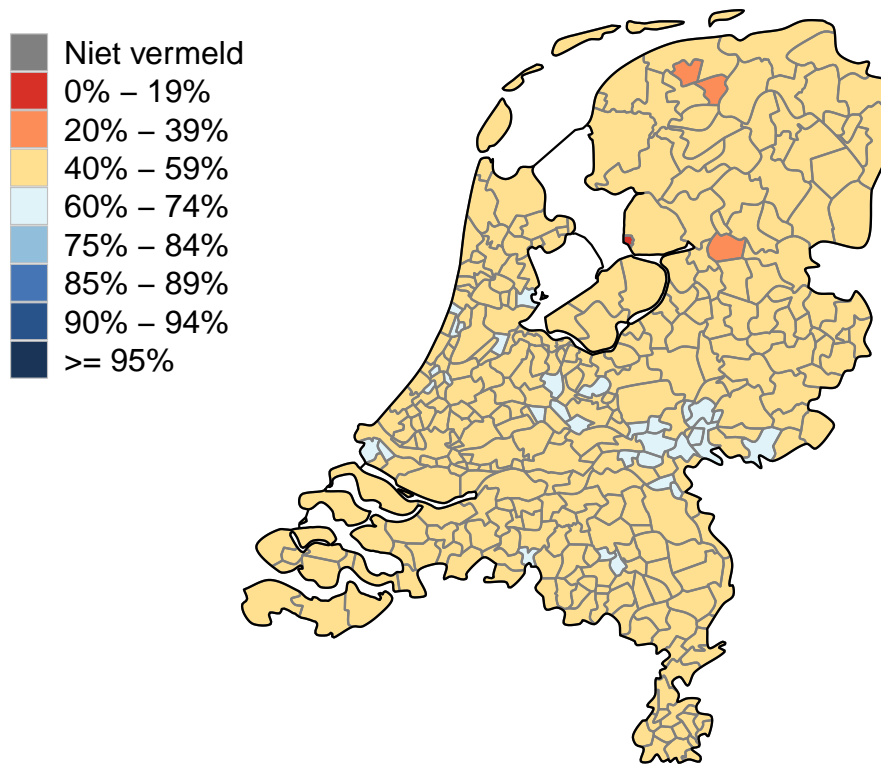 Niet vermeld
0% – 19%
20% – 39%
40% – 59%
60% – 74%
75% – 84%
85% – 89%
90% – 94%
>= 95%